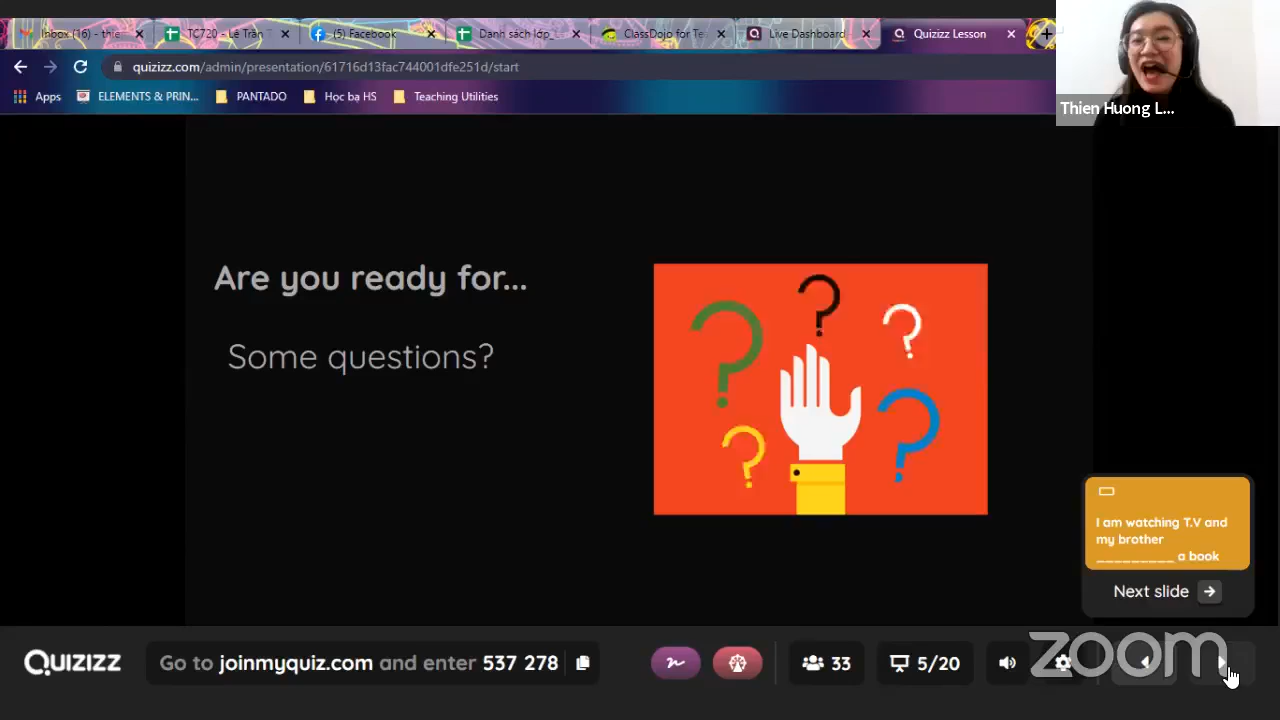 Inbox (16) - thie
TC720 - Lê Trần T
(5) Facebook
Danh sách lớp_
ClassDojo for Te
Live Dashboard
Quizizz Lesson
quizizz.com/admin/presentation/61716d13fac744001dfe251d/start
Apps
ELEMENTS & PRIN...
PANTADO
Học bạ HS
Teaching Utilities
Thien Huong L...
Are you ready for...
Some questions?
I am watching T.V and
my brother
_________ a book
Next slide
QUIZIZZ
Go to joinmyquiz.com and enter 537 278
33
5/20
zoom